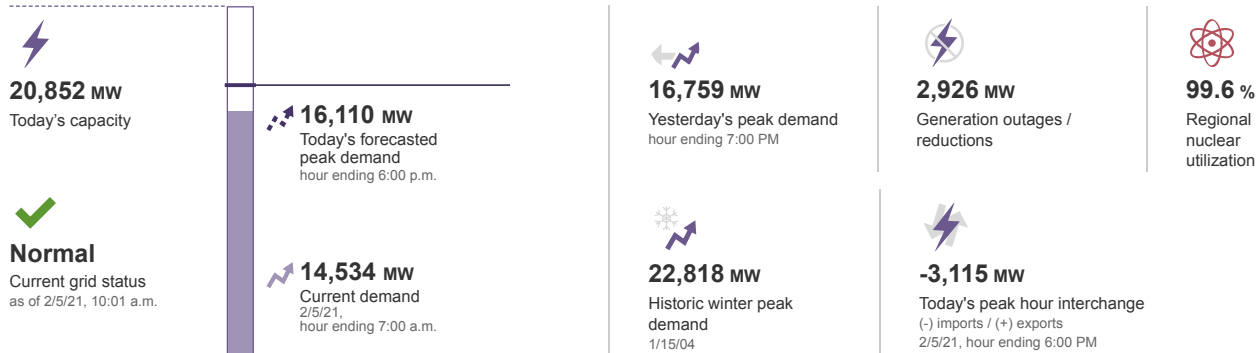 20,852 MW
Today's capacity
Normal
Current grid status
as of 2/5/21, 10:01 a.m.
16,110 MW
Today's forecasted
peak demand
hour ending 6:00 p.m.
14,534 MW
Current demand
2/5/21,
hour ending 7:00 a.m.
16,759 MW
Yesterday's peak demand
hour ending 7:00 PM
2,926 MW
Generation outages /
reductions
99.6 %
Regional
nuclear
utilization
22,818 MW
Historic winter peak
demand
1/15/04
-3,115 MW
Today's peak hour interchange
(-) imports / (+) exports
2/5/21, hour ending 6:00 PM